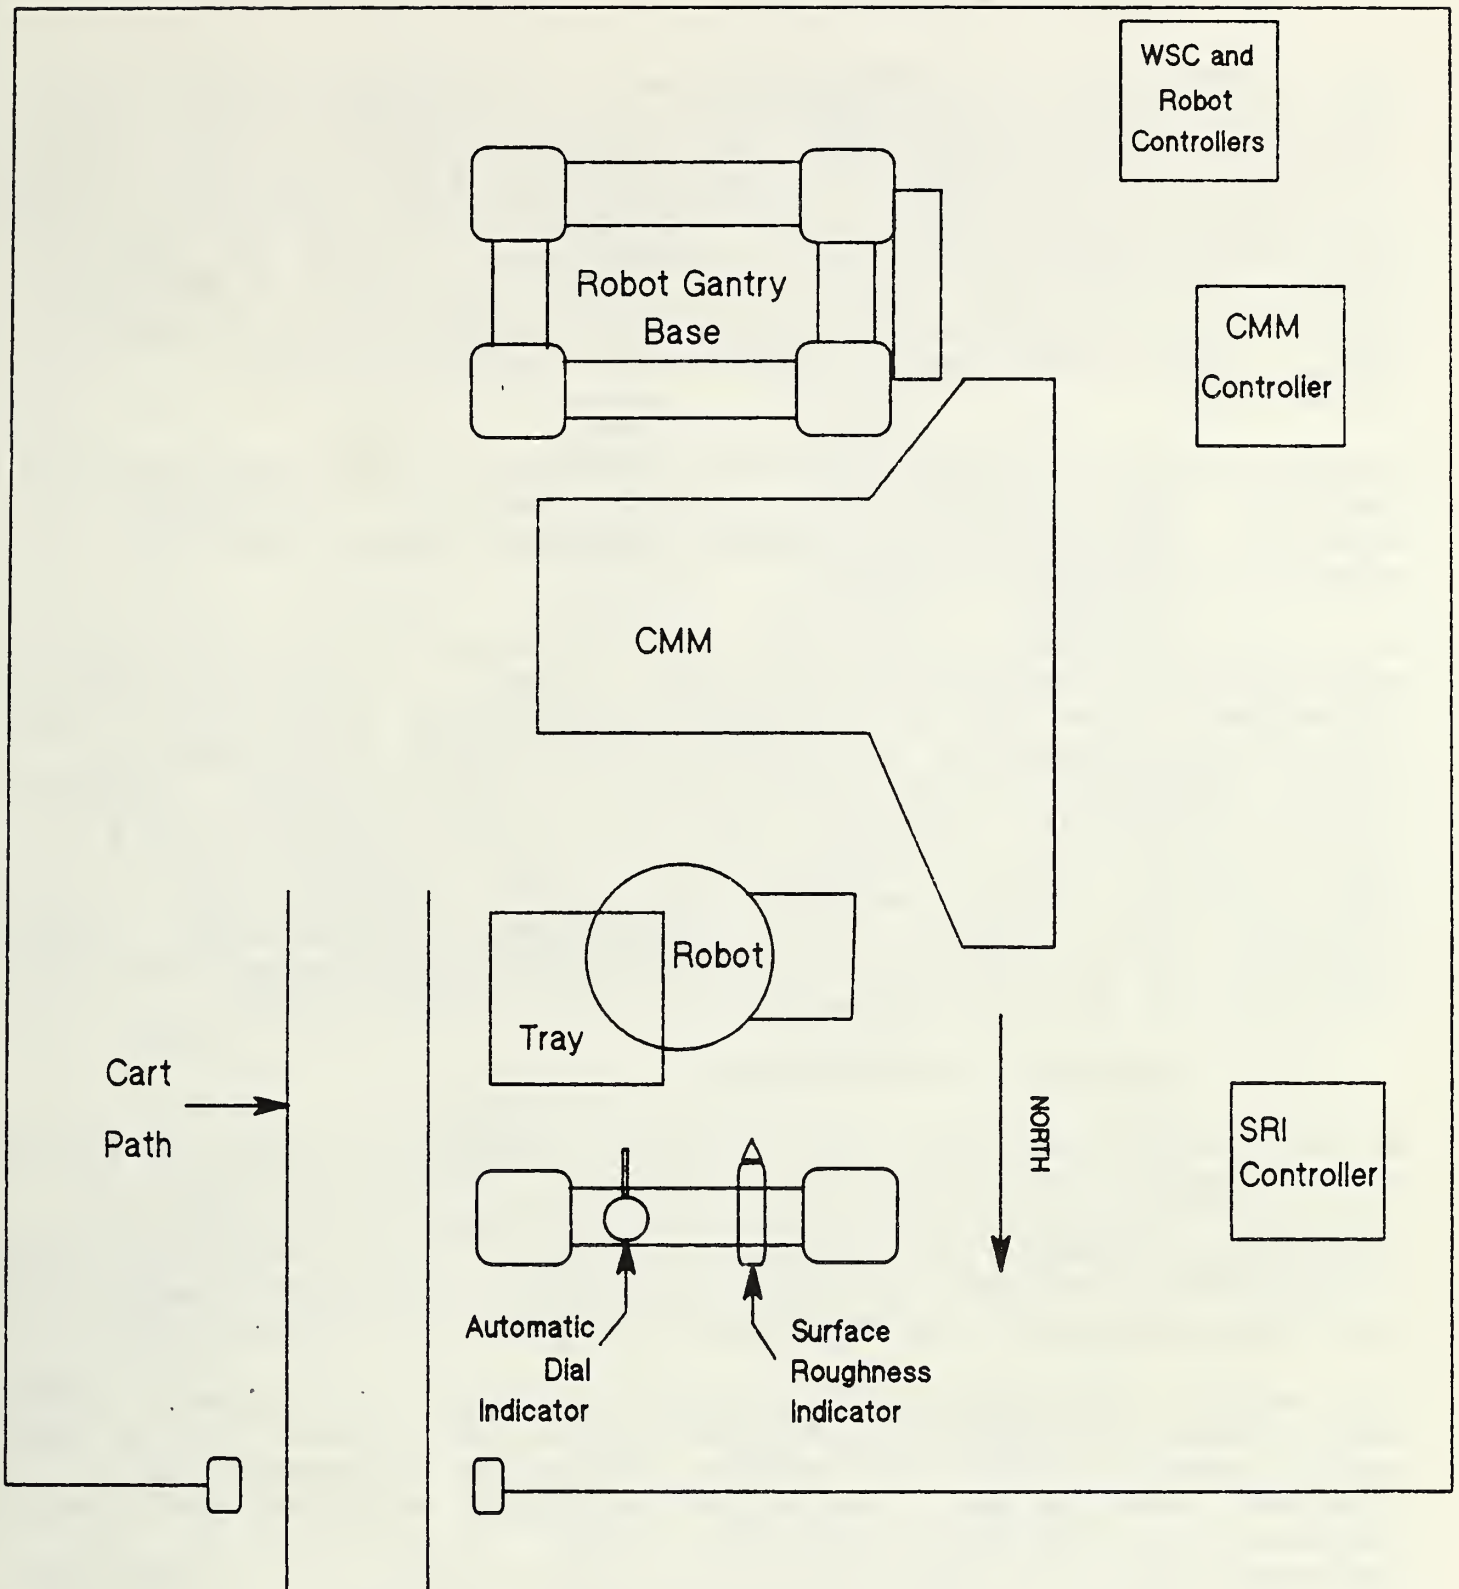 WSC and
Robot
Controllers
Robot Gantry
Base
CMM
Controller
CMM
Robot
Tray
Cart
Path
NORTH
SRI
Controller
Automatic
Dial
Indicator
Surface
Roughness
Indicator